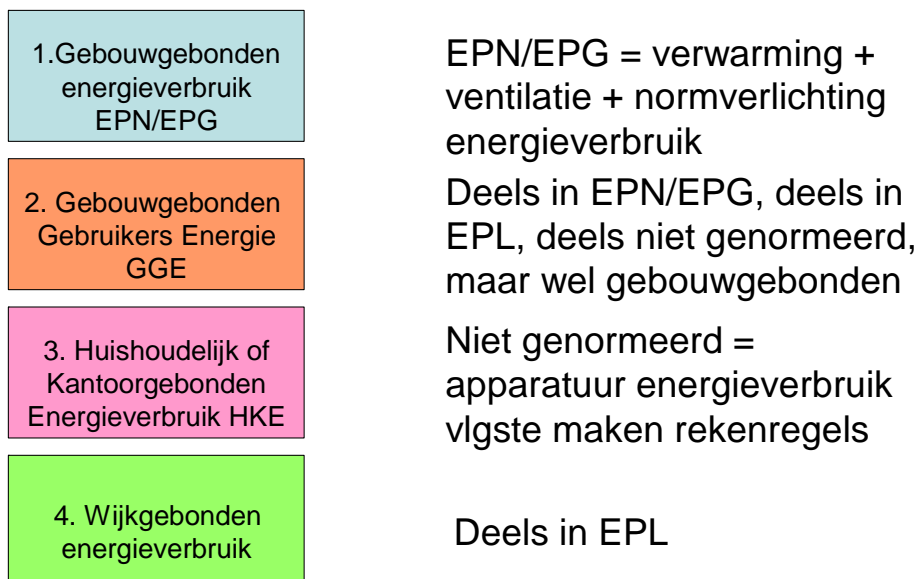 1.Gebouwgebonden
energieverbruik
EPN/EPG
EPN/EPG = verwarming +
ventilatie + normverlichting
energieverbruik
2. Gebouwgebonden
Gebruikers Energie
GGE
Deels in EPN/EPG, deels in
EPL, deels niet genormeerd,
maar wel gebouwgebonden
3. Huishoudelijk of
Kantoorgebonden
Energieverbruik HKE
Niet genormeerd =
apparatuur energieverbruik
vlgste maken rekenregels
4. Wijkgebonden
energieverbruik
Deels in EPL